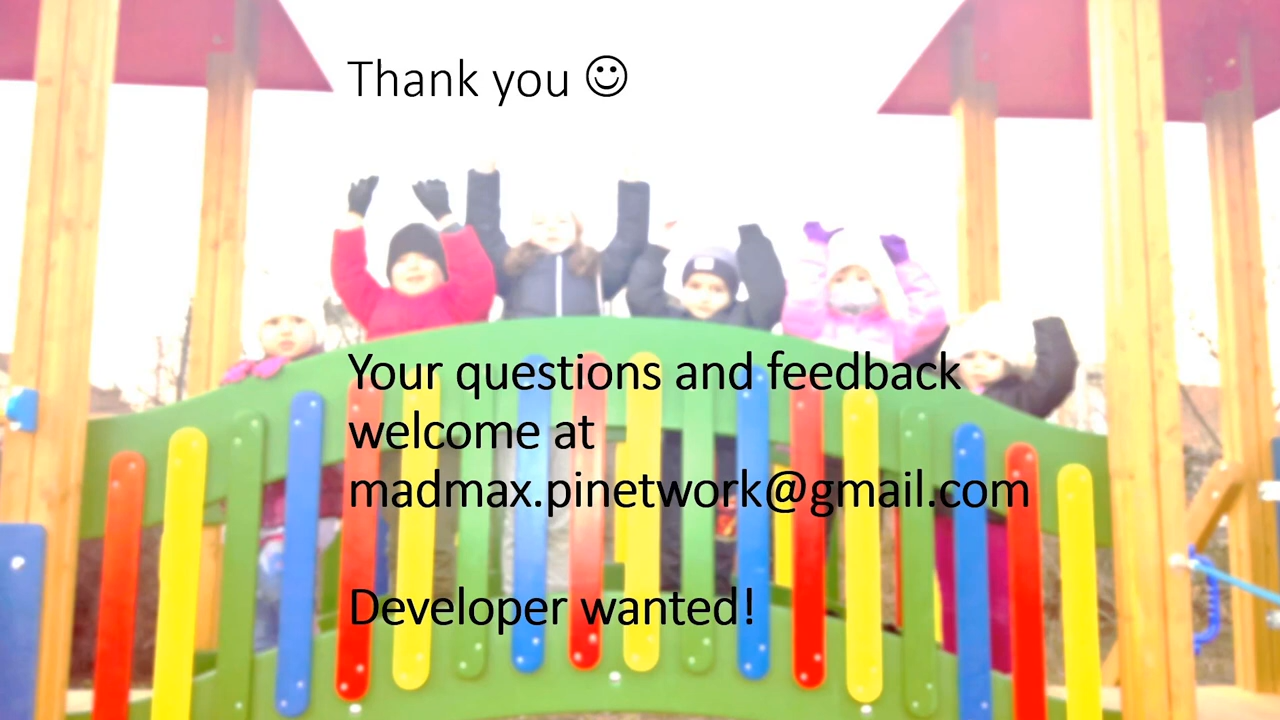 Thank you ☺
Your questions and feedback
welcome at
madmax.pinetwork@gmail.com
Developer wanted!